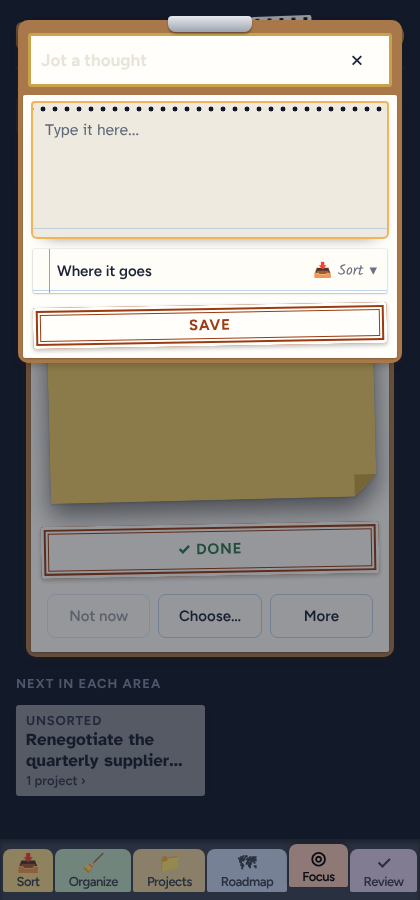 Jot a thought
✕
Type it here...
Where it goes
📥 Sort ▼
SAVE
✓ DONE
Not now
Choose...
More
NEXT IN EACH AREA
UNSORTED
Renegotiate the
quarterly supplier...
1 project ›
Sort
Organize
Projects
Roadmap
Focus
Review